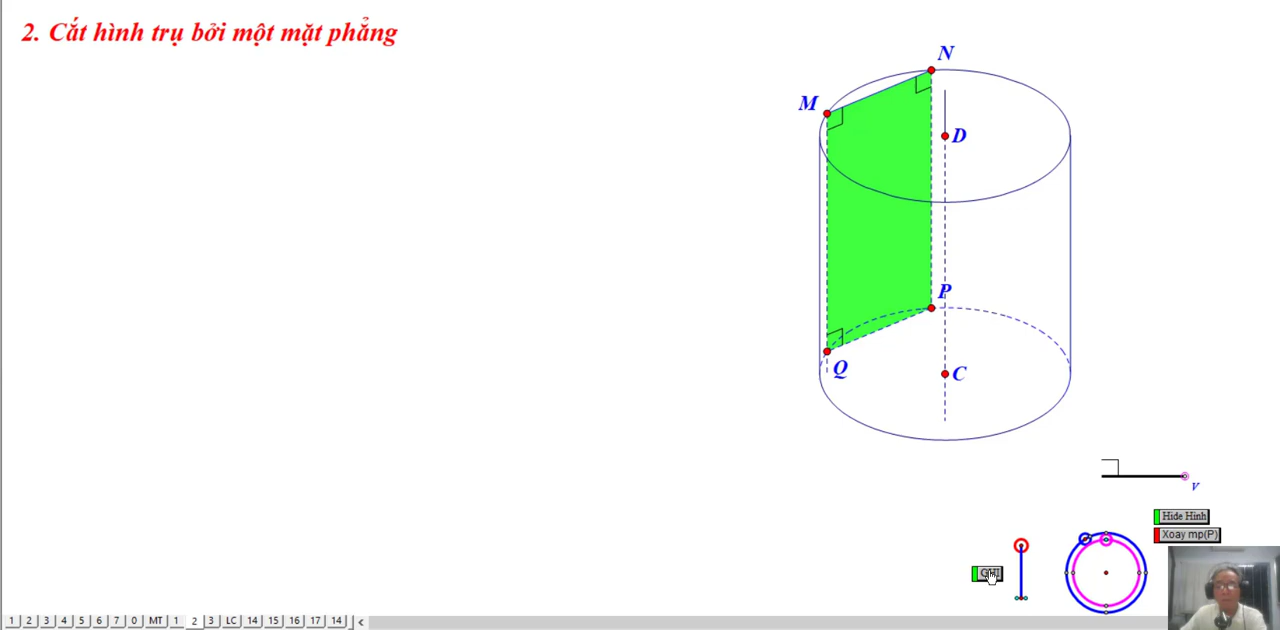 2. Cắt hình trụ bởi một mặt phẳng
N
M
D
P
Q
C
V
Hide Hình
Xoay mp(P)
1 2 3 4 5 6 7 0 MT 1 2 3 LC 14 15 16 17 14 <